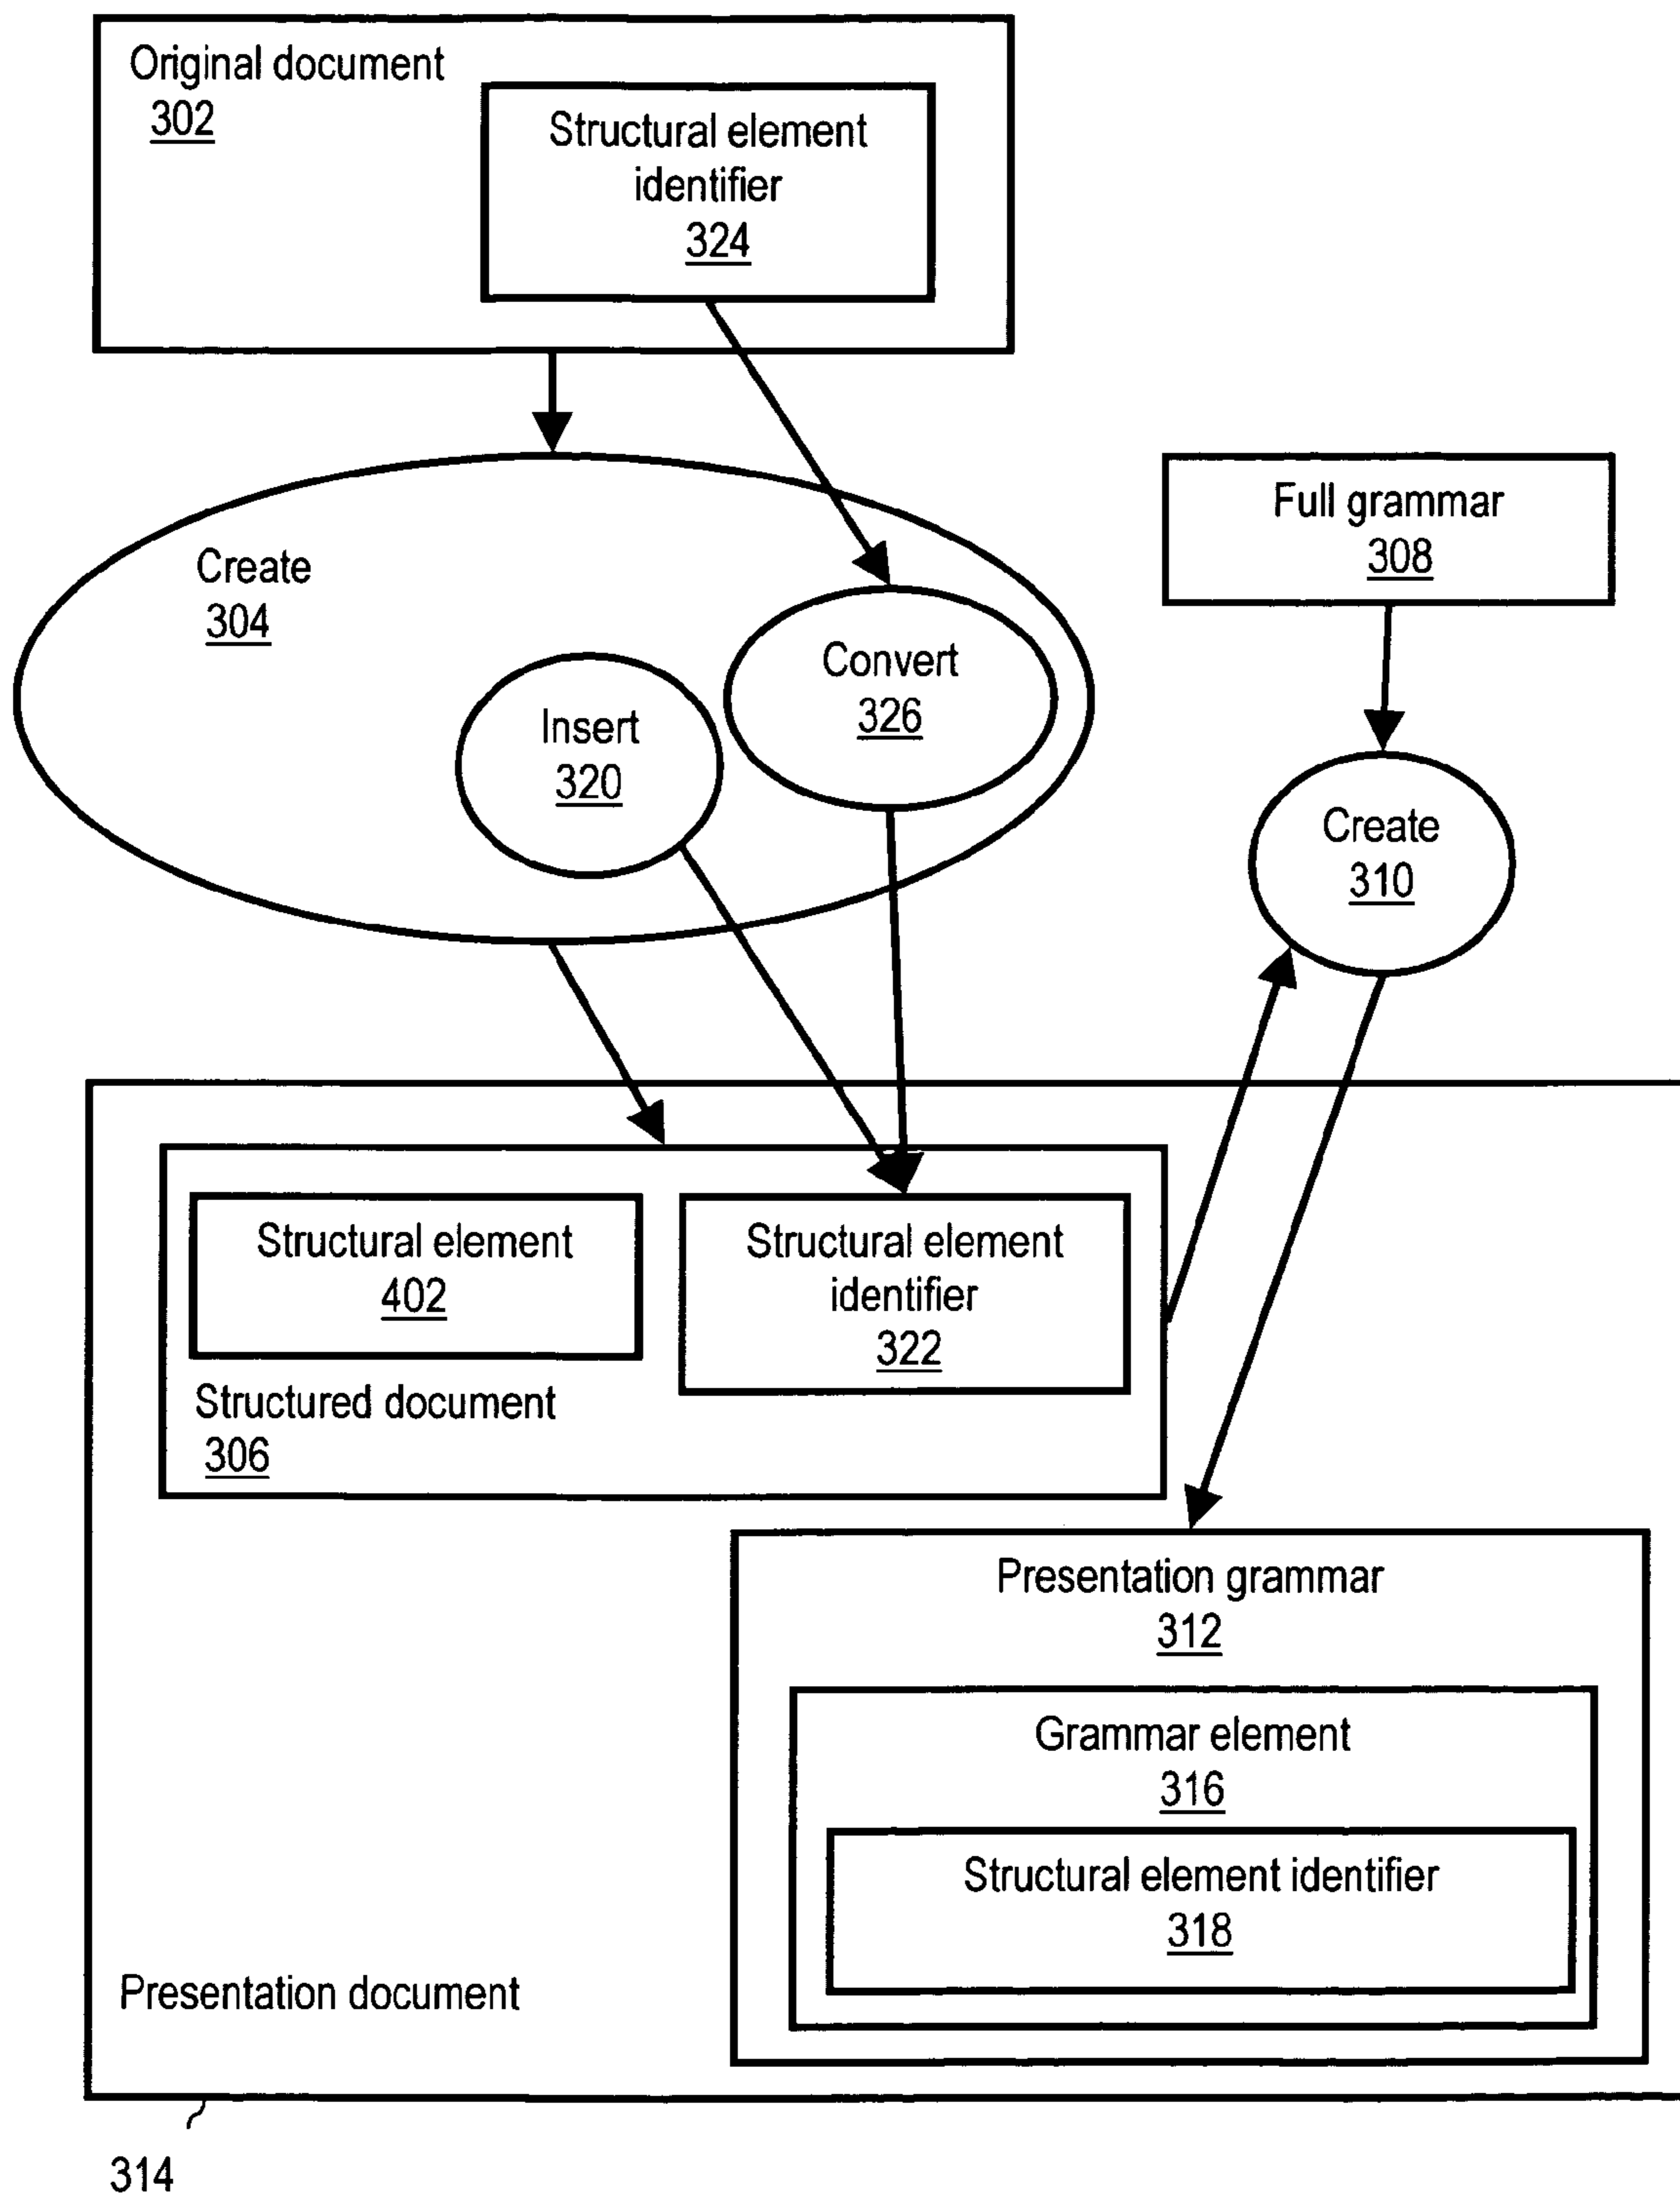 Original document
302
Structural element
identifier
324
Full grammar
308
Create
304
Convert
326
Insert
320
Create
310
Structural element
402
Structural element
identifier
322
Structured document
306
Presentation grammar
312
Grammar element
316
Structural element identifier
318
Presentation document
314